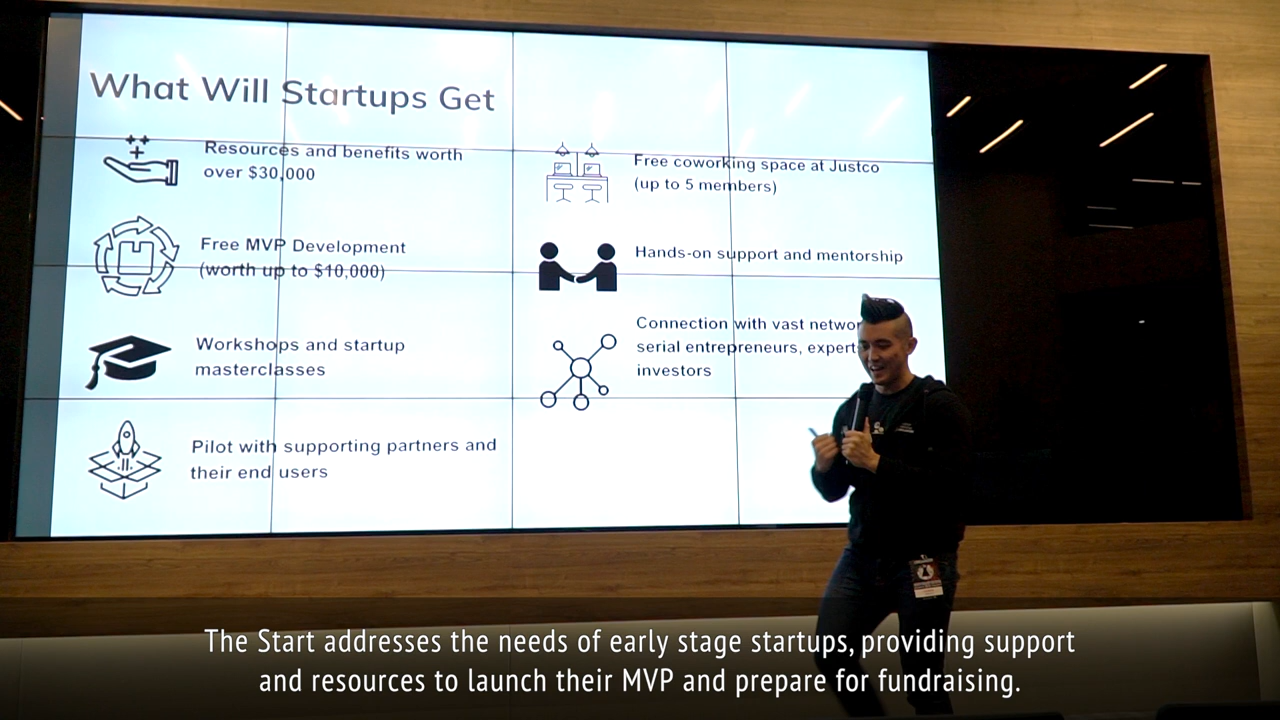 What Will Startups Get
Resources and benefits worth
over $30,000
Free MVP Development
(worth up to $10,000)
Workshops and startup
masterclasses
Pilot with supporting partners and
their end users
Free coworking space at Justco
(up to 5 members)
Hands-on support and mentorship
Connection with vast
serial entrepreneurs,
investors
The Start addresses the needs of early stage startups, providing support
and resources to launch their MVP and prepare for fundraising.